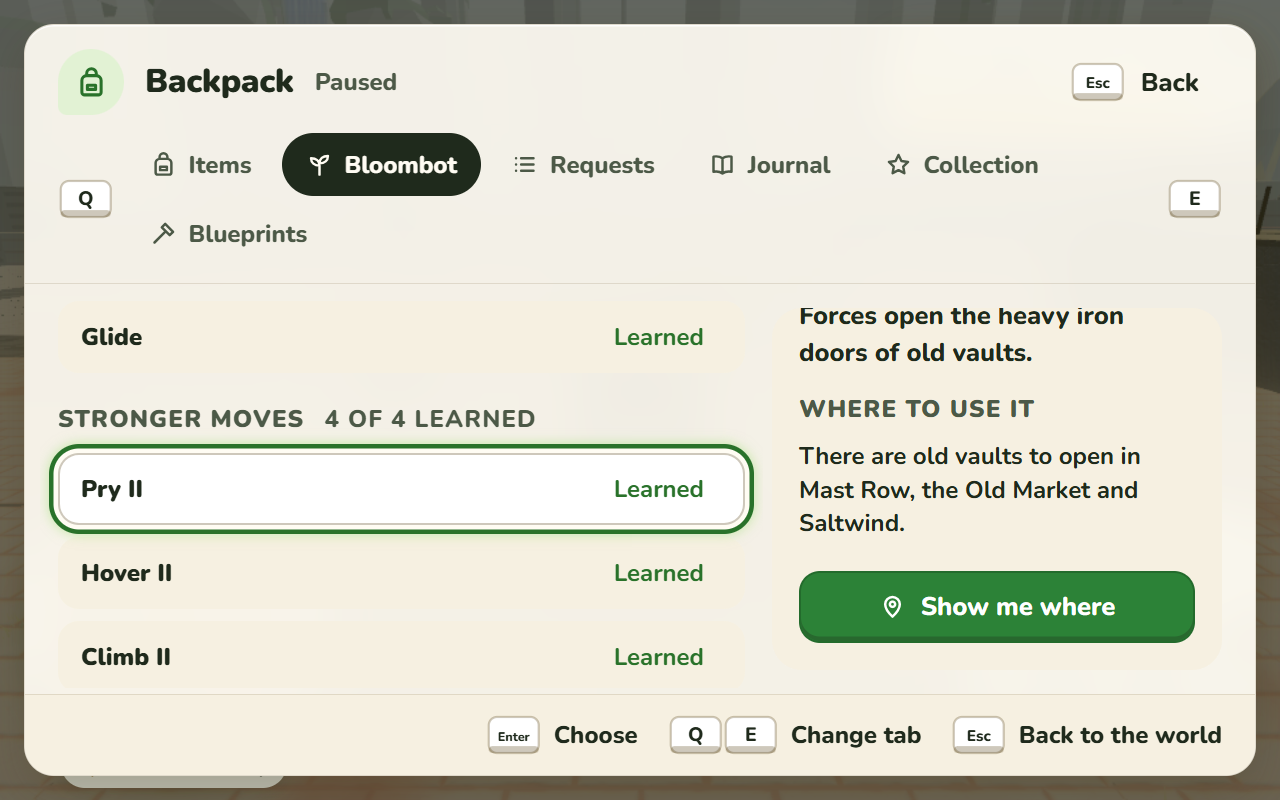 Backpack Paused
Esc Back
Items Bloombot Requests Journal Collection
Q E
Blueprints
Glide Learned
STRONGER MOVES 4 OF 4 LEARNED
Pry II Learned
Hover II Learned
Climb II Learned
Forces open the heavy iron
doors of old vaults.
WHERE TO USE IT
There are old vaults to open in
Mast Row, the Old Market and
Saltwind.
Show me where
Enter Choose Q E Change tab Esc Back to the world